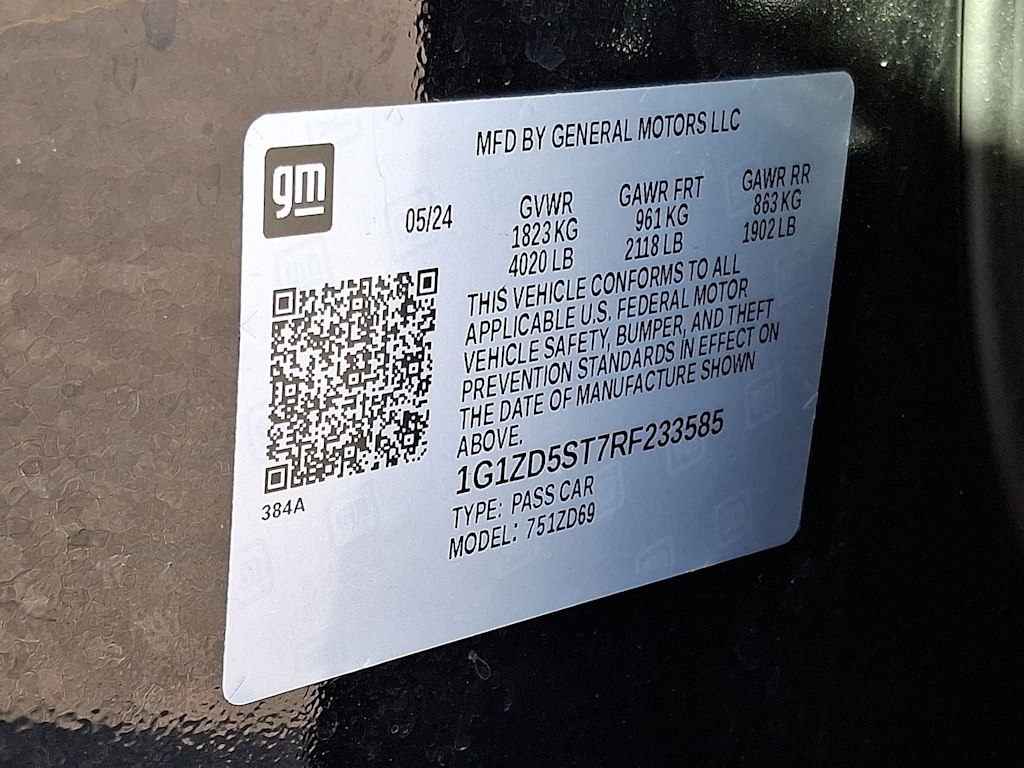 MFD BY GENERAL MOTORS LLC
gm
05/24
GVWR
1823 KG
4020 LB
GAWR FRT
961 KG
2118 LB
GAWR RR
863 KG
1902 LB
THIS VEHICLE CONFORMS TO ALL
APPLICABLE U.S. FEDERAL MOTOR
VEHICLE SAFETY, BUMPER, AND THEFT
PREVENTION STANDARDS IN EFFECT ON
THE DATE OF MANUFACTURE SHOWN
ABOVE.
1G1ZD5ST7RF233585
TYPE: PASS CAR
MODEL: 751ZD69
384A